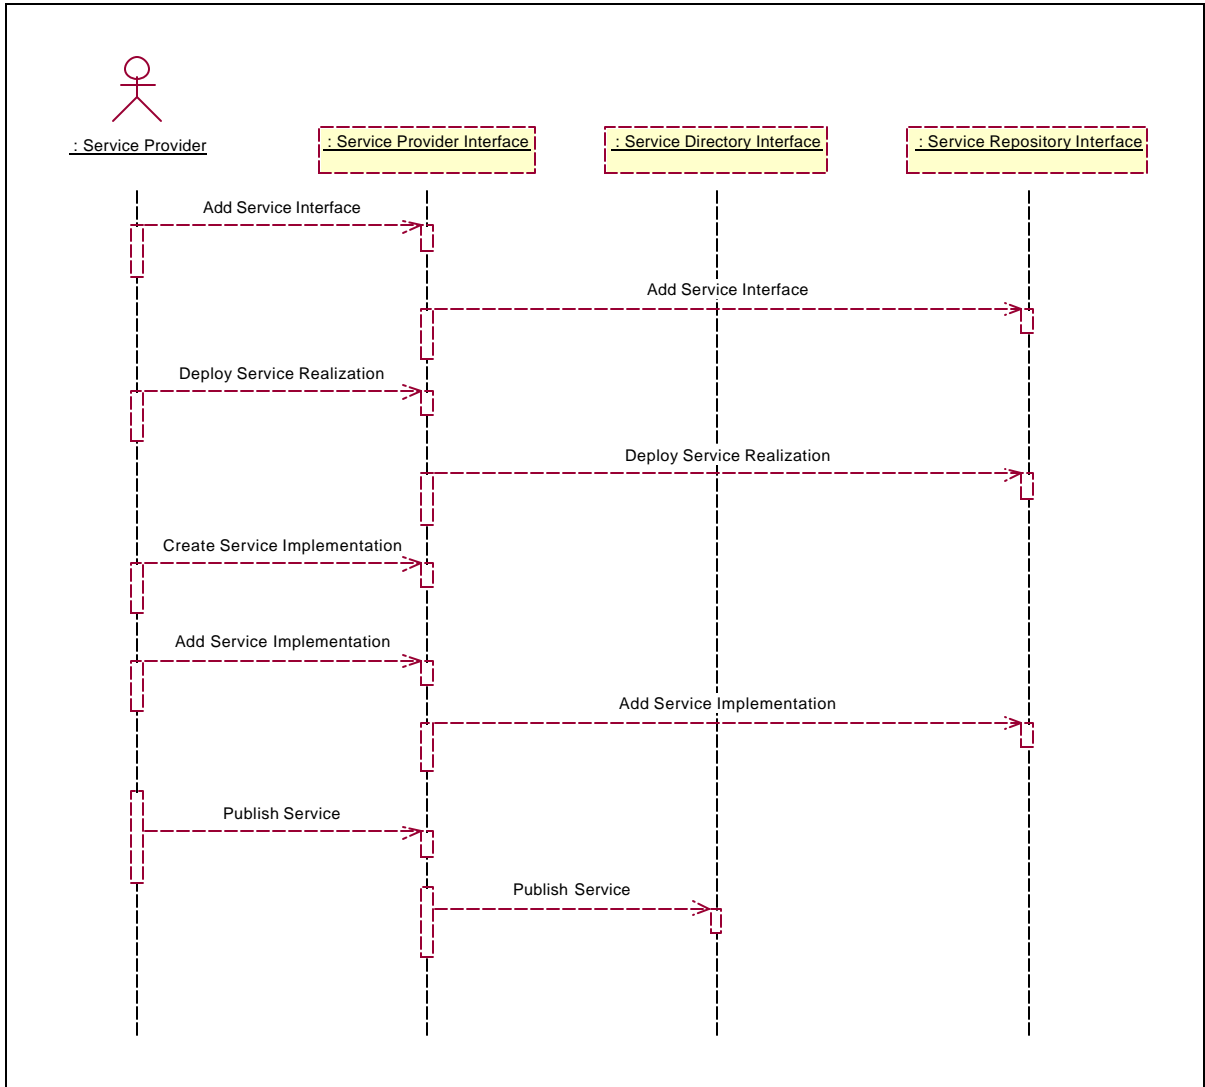 : Service Provider
: Service Provider Interface
: Service Directory Interface
: Service Repository Interface
Add Service Interface
Add Service Interface
Deploy Service Realization
Deploy Service Realization
Create Service Implementation
Add Service Implementation
Add Service Implementation
Publish Service
Publish Service